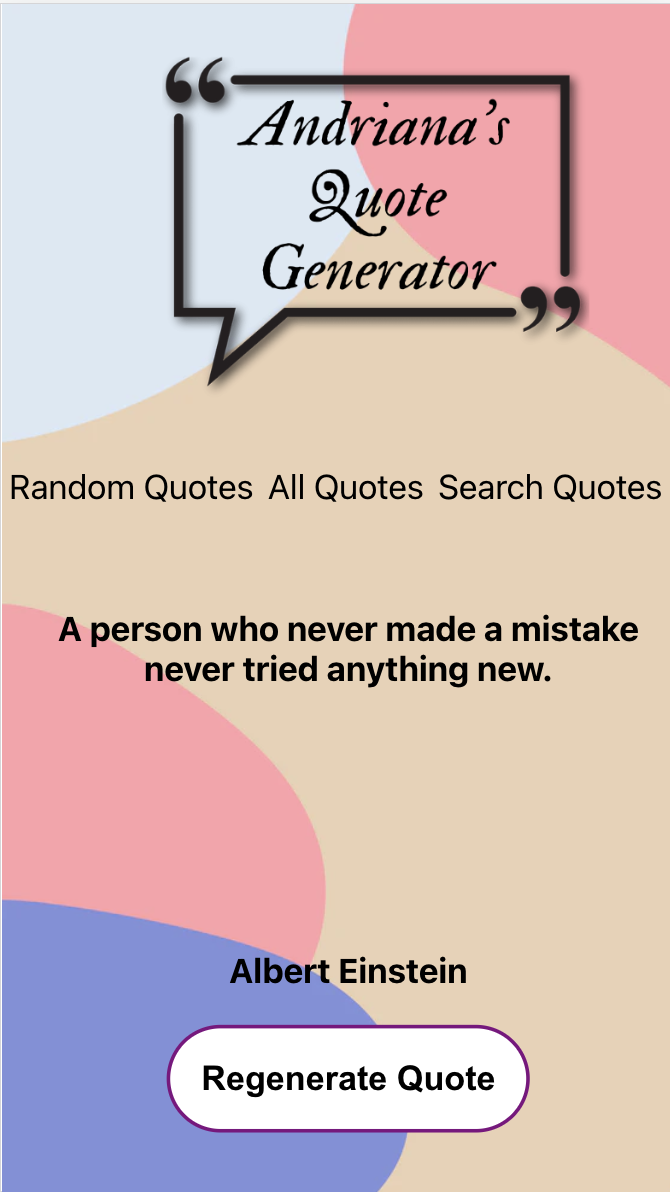 Andriana's
Quote
Generator
Random Quotes All Quotes Search Quotes
A person who never made a mistake
never tried anything new.
Albert Einstein
Regenerate Quote